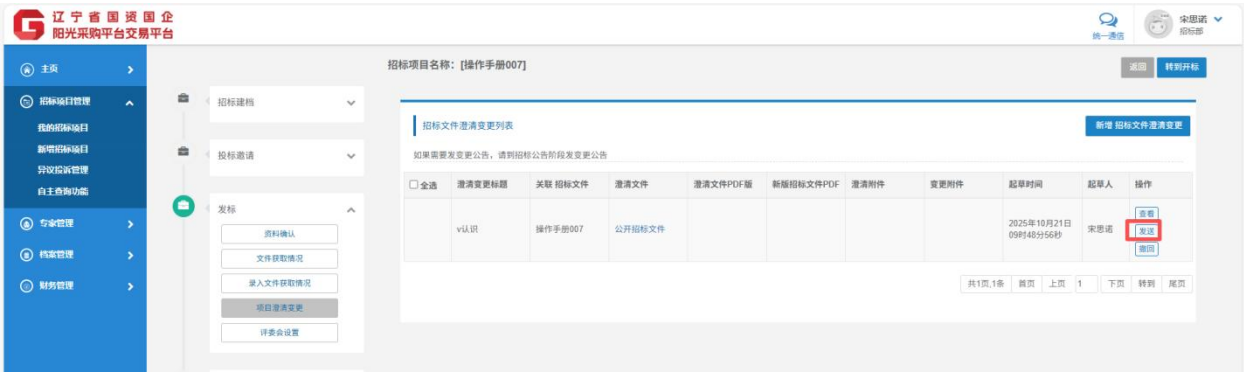 辽宁省国资国企
阳光采购平台交易平台
统一通信
宋思诺
招标部
主页
招标项目管理
我的招标项目
新增招标项目
异议投诉管理
自主查询功能
专家管理
档案管理
财务管理
招标建档
投标邀请
发标
资料确认
文件获取情况
录入文件获取情况
项目澄清变更
评委会设置
招标项目名称：[操作手册007]
返回 转到开标
招标文件澄清变更列表
新增 招标文件澄清变更
如果需要发变更公告，请到招标公告阶段发变更公告
全选 澄清变更标题 关联 招标文件 澄清文件 澄清文件PDF版 新版招标文件PDF 澄清附件 变更附件 起草时间 起草人 操作
v认识 操作手册007 公开招标文件 2025年10月21日 宋思诺 查看
09时48分56秒 发送
撤回
共1页,1条 首页 上页 1 下页 转到 尾页